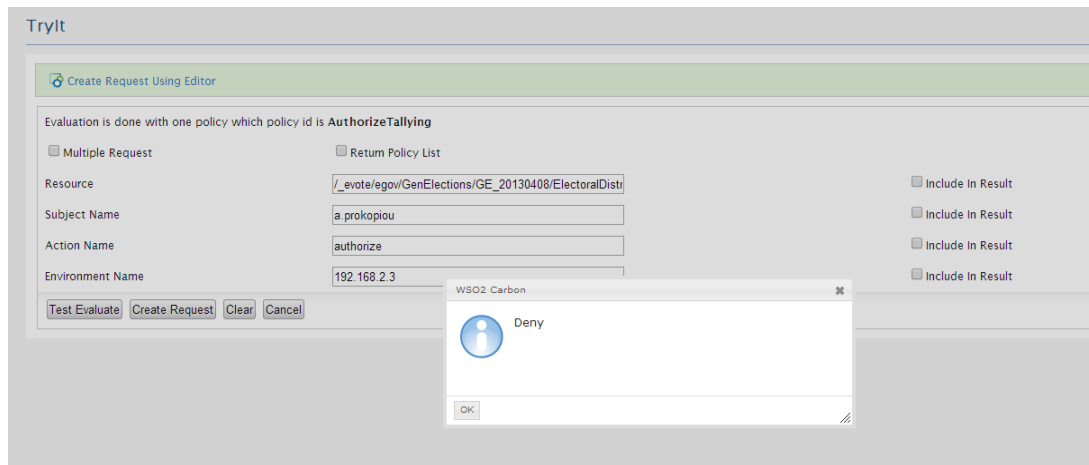 TryIt
Create Request Using Editor
Evaluation is done with one policy which policy id is AuthorizeTallying
Multiple Request Return Policy List
Resource /_evote/egov/GenElections/GE_20130408/ElectoralDistr Include In Result
Subject Name a.prokopiou Include In Result
Action Name authorize Include In Result
Environment Name 192.168.2.3 Include In Result
Test Evaluate Create Request Clear Cancel
WSO2 Carbon
Deny
OK